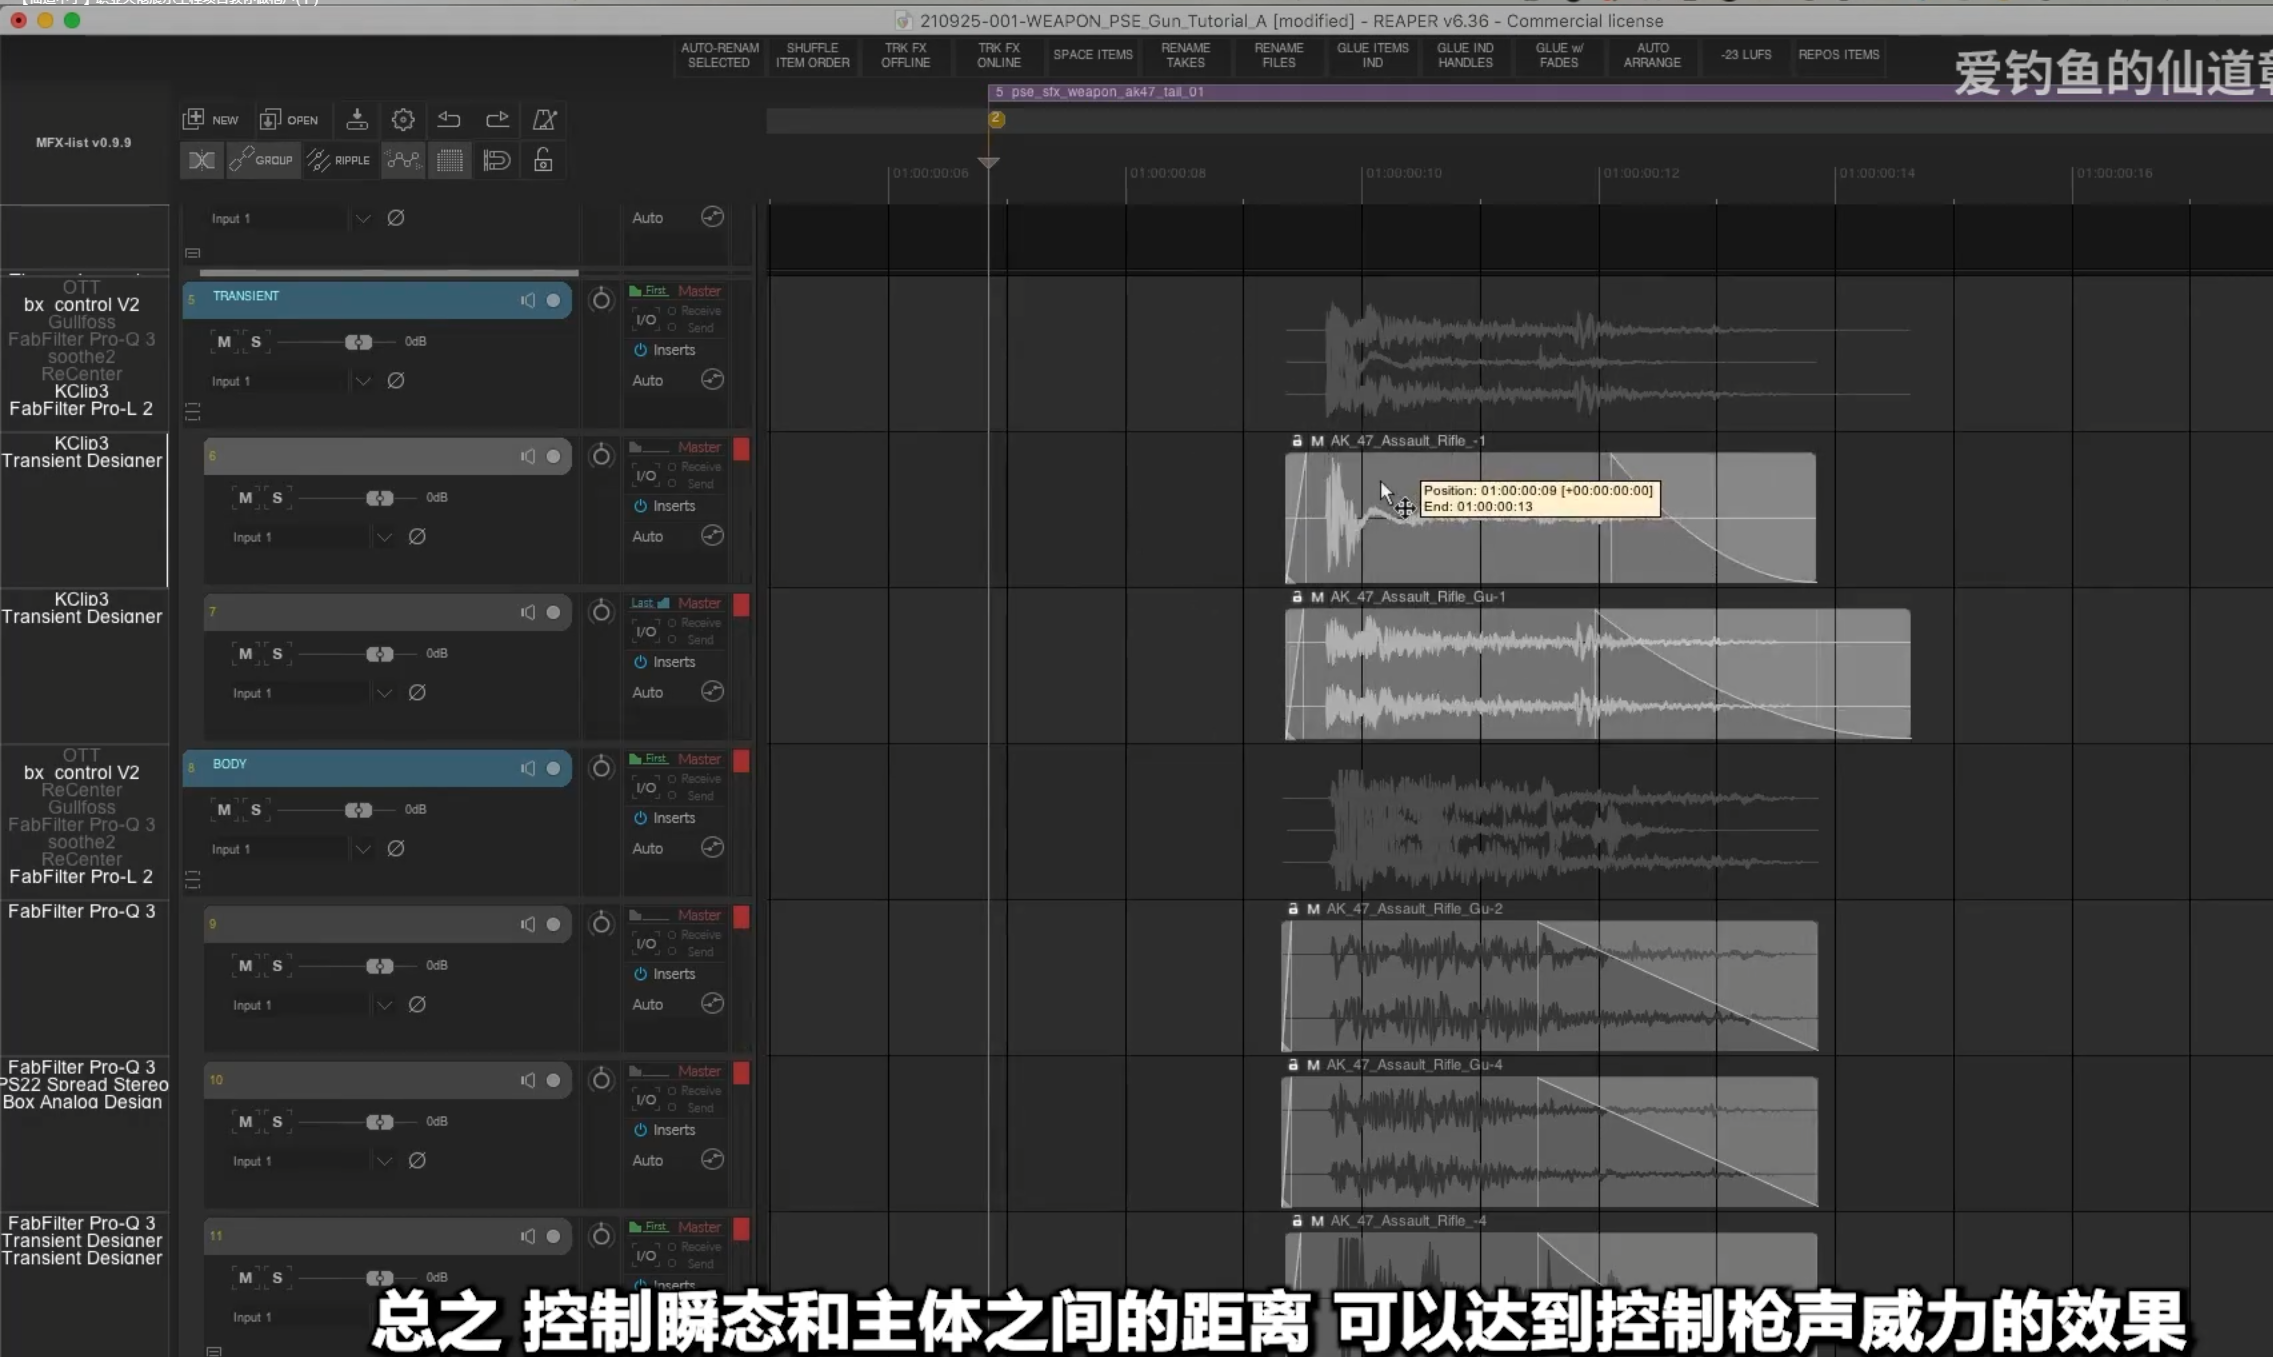 210925-001-WEAPON_PSE_Gun_Tutorial_A [modified] - REAPER v6.36 - Commercial license
AUTO-RENAM SELECTED
SHUFFLE ITEM ORDER
TRK FX OFFLINE
TRK FX ONLINE
SPACE ITEMS
RENAME TAKES
RENAME FILES
GLUE ITEMS IND
GLUE IND HANDLES
GLUE w/ FADES
AUTO ARRANGE
-23 LUFS
REPOS ITEMS
爱钓鱼的仙道
5 pse_sfx_weapon_ak47_tail_01
2
MFX-list v0.9.9
NEW
OPEN
GROUP
RIPPLE
01:00:00:06
01:00:00:08
01:00:00:10
01:00:00:12
01:00:00:14
01:00:00:16
Input 1
Auto
OTT
bx_control V2
Gullfoss
FabFilter Pro-Q 3
soothe2
ReCenter
KClip3
FabFilter Pro-L 2
5 TRANSIENT
M S 0dB
Input 1
First Master
I/O Receive
Send
Inserts
Auto
KClip3
Transient Designer
6
M S 0dB
Input 1
Master
I/O Receive
Send
Inserts
Auto
M AK_47_Assault_Rifle_-1
Position: 01:00:00:09 [+00:00:00:00]
End: 01:00:00:13
KClip3
Transient Designer
7
M S 0dB
Input 1
Last Master
I/O Receive
Send
Inserts
Auto
M AK_47_Assault_Rifle_Gu-1
OTT
bx_control V2
ReCenter
Gullfoss
FabFilter Pro-Q 3
soothe2
ReCenter
FabFilter Pro-L 2
8 BODY
M S 0dB
Input 1
First Master
I/O Receive
Send
Inserts
Auto
FabFilter Pro-Q 3
9
M S 0dB
Input 1
Master
I/O Receive
Send
Inserts
Auto
M AK_47_Assault_Rifle_Gu-2
FabFilter Pro-Q 3
PS22 Spread Stereo
Box Analog Design
10
M S 0dB
Input 1
Master
I/O Receive
Send
Inserts
Auto
M AK_47_Assault_Rifle_Gu-4
FabFilter Pro-Q 3
Transient Designer
Transient Designer
11
M S 0dB
Input 1
First Master
I/O Receive
Send
Inserts
M AK_47_Assault_Rifle_-4
总之 控制瞬态和主体之间的距离 可以达到控制枪声威力的效果